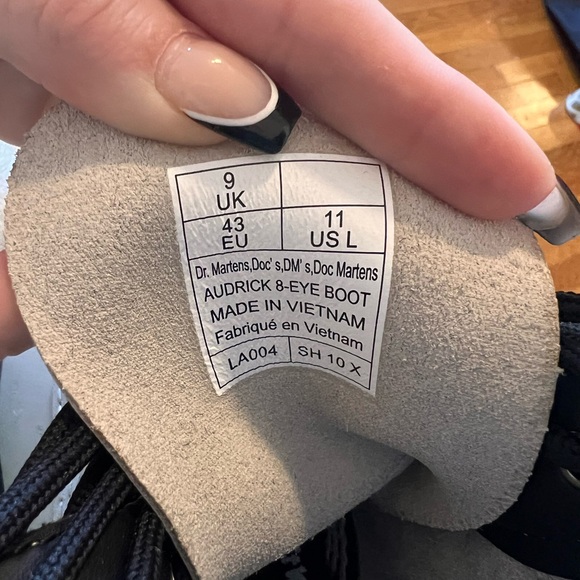 9
UK
43
EU
11
US L
Dr. Martens,Doc' s,DM' s,Doc Martens
AUDRICK 8-EYE BOOT
MADE IN VIETNAM
Fabriqué en Vietnam
LA004 SH 10 X